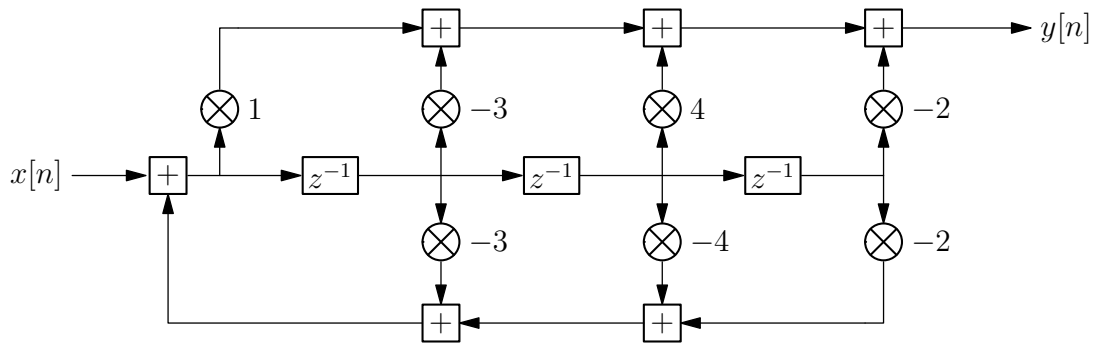 + + + y[n]
1 −3 4 −2
x[n] + z⁻¹ z⁻¹ z⁻¹
−3 −4 −2
+ +